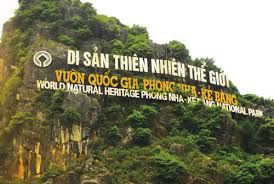 DI SẢN THIÊN NHIÊN THẾ GIỚI
VƯỜN QUỐC GIA PHONG NHA - KẺ BÀNG
WORLD NATURAL HERITAGE PHONG NHA - KE BANG NATIONAL PARK